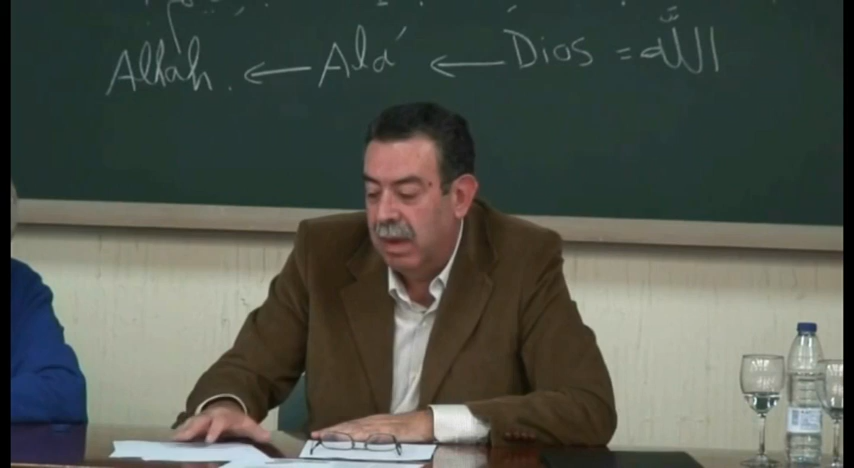 Allah. ← Alá ← Dios = الله